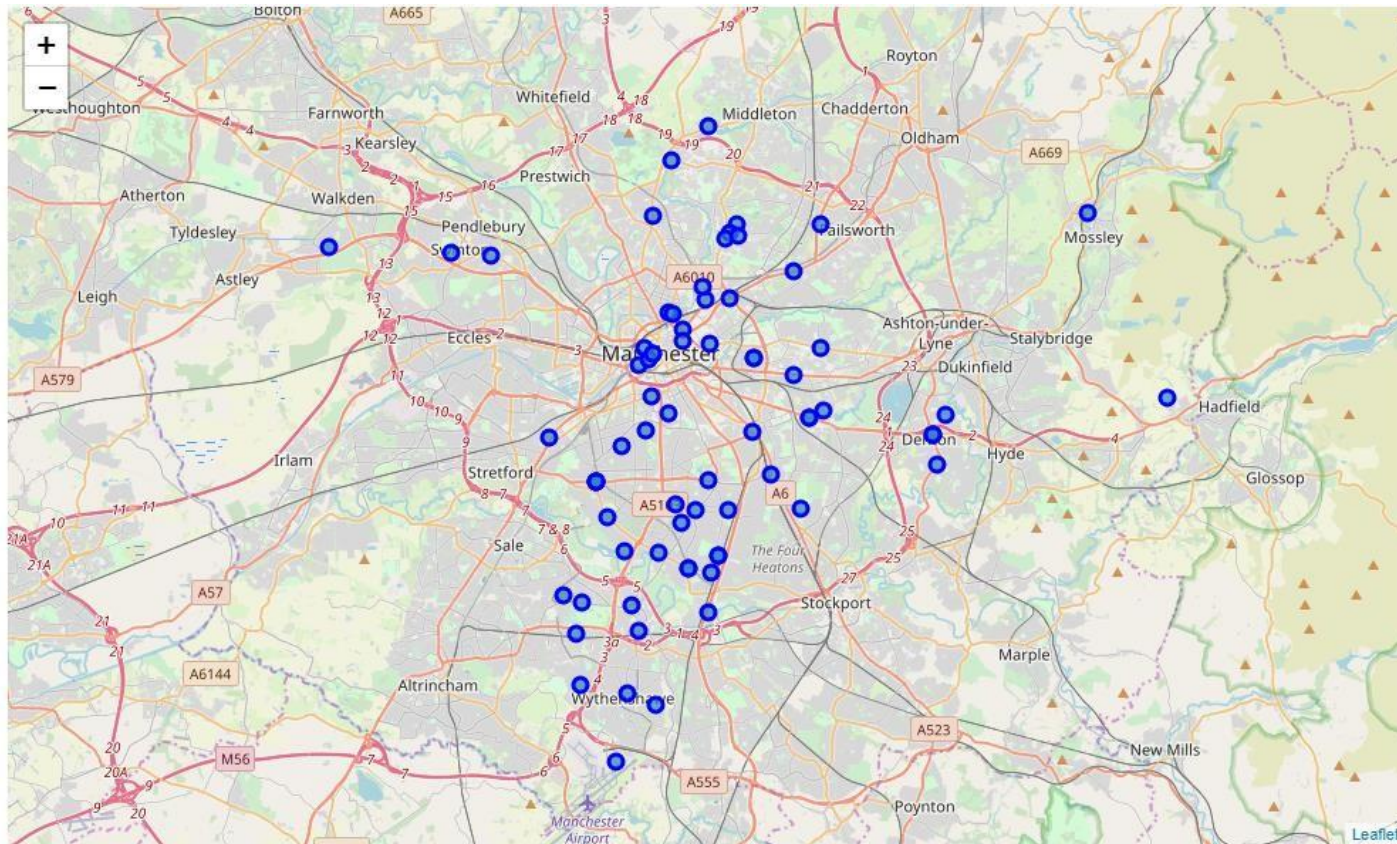 +
−
Bolton
A665
Royton
Westhoughton
Whitefield
Farnworth
Middleton
Chadderton
Kearsley
Oldham
A669
Prestwich
Atherton
Walkden
Pendlebury
Tyldesley
Swinton
Failsworth
Mossley
Astley
Leigh
A6010
Ashton-under-
Lyne
Stalybridge
Eccles
Manchester
Dukinfield
A579
Hadfield
Denton
Hyde
Irlam
Stretford
Glossop
A6
Sale
The Four
Heatons
A57
Stockport
A6144
Altrincham
Marple
Wythenshawe
A523
New Mills
M56
A555
Poynton
Manchester
Airport
Leaflet